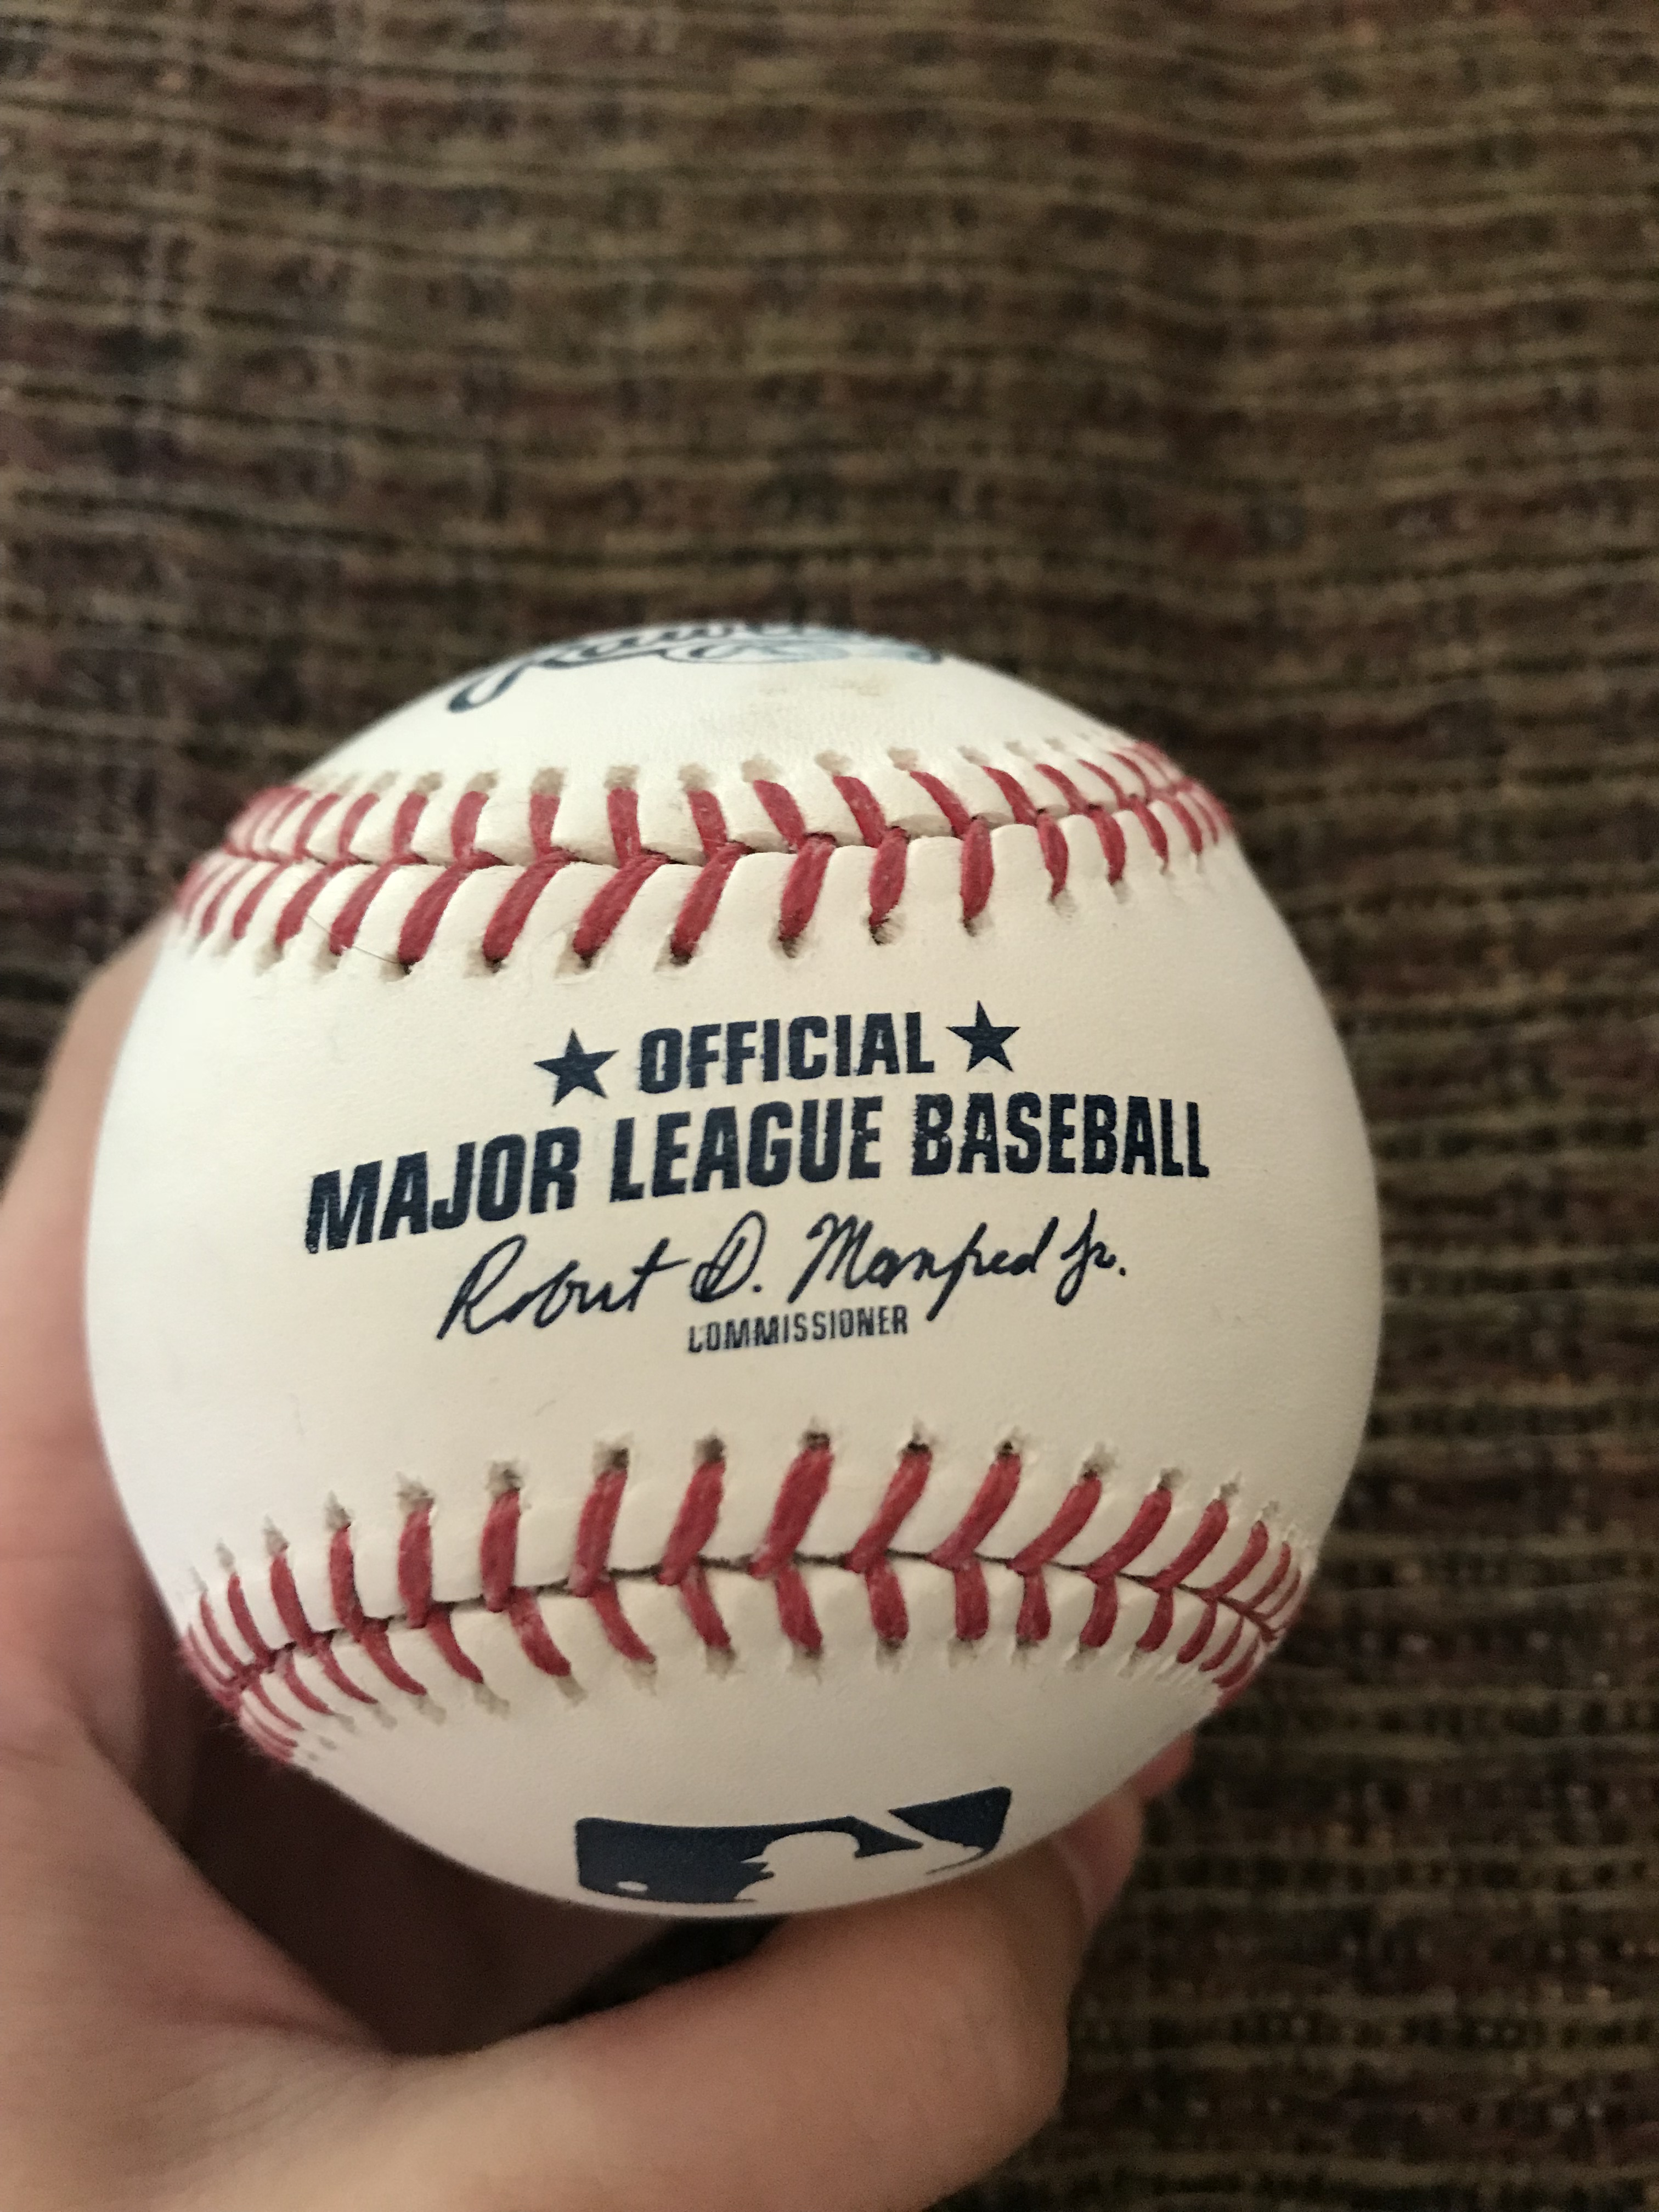 OFFICIAL
MAJOR LEAGUE BASEBALL
Robert D. Manfred Jr.
COMMISSIONER